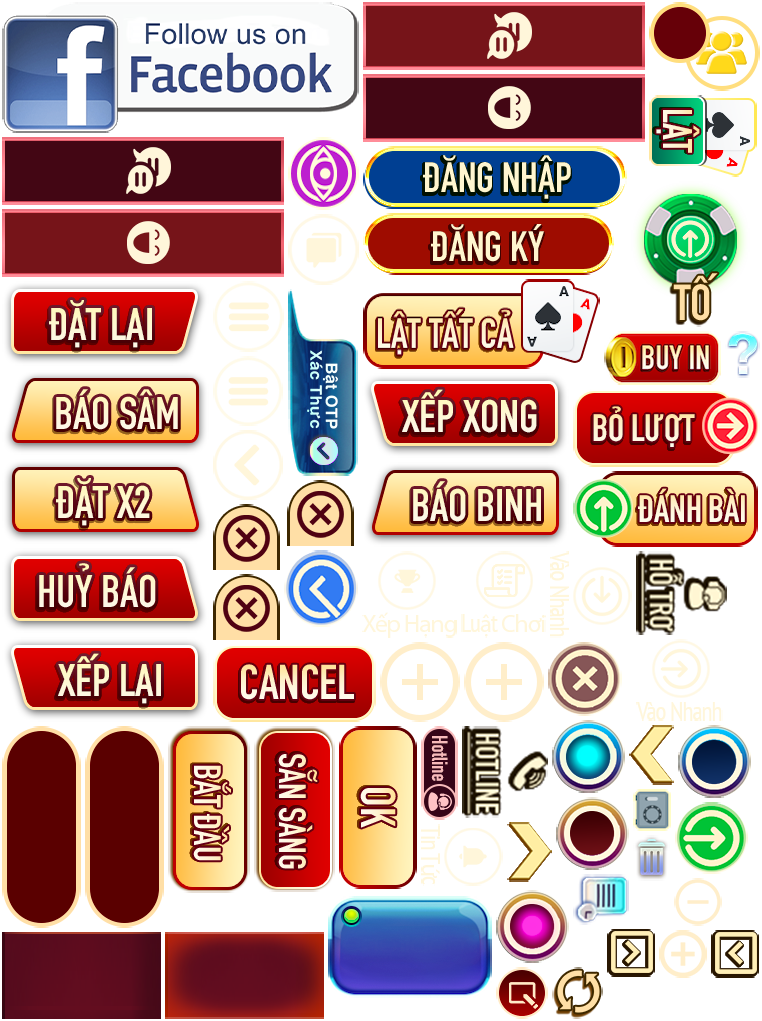 Follow us on
Facebook
LẬT
ĐĂNG NHẬP
ĐĂNG KÝ
TỐ
ĐẶT LẠI
Bật OTP
Xác Thực
LẬT TẤT CẢ
A
A
A
A
BUY IN
?
BÁO SÂM
XẾP XONG
BỎ LƯỢT
ĐẶT X2
BÁO BINH
ĐÁNH BÀI
HUỶ BÁO
Xếp Hạng
Luật Chơi
Vào Nhanh
HỖ TRỢ
XẾP LẠI
CANCEL
Vào Nhanh
BẮT ĐẦU
SẴN SÀNG
OK
Hotline
HOTLINE
Tin Tức